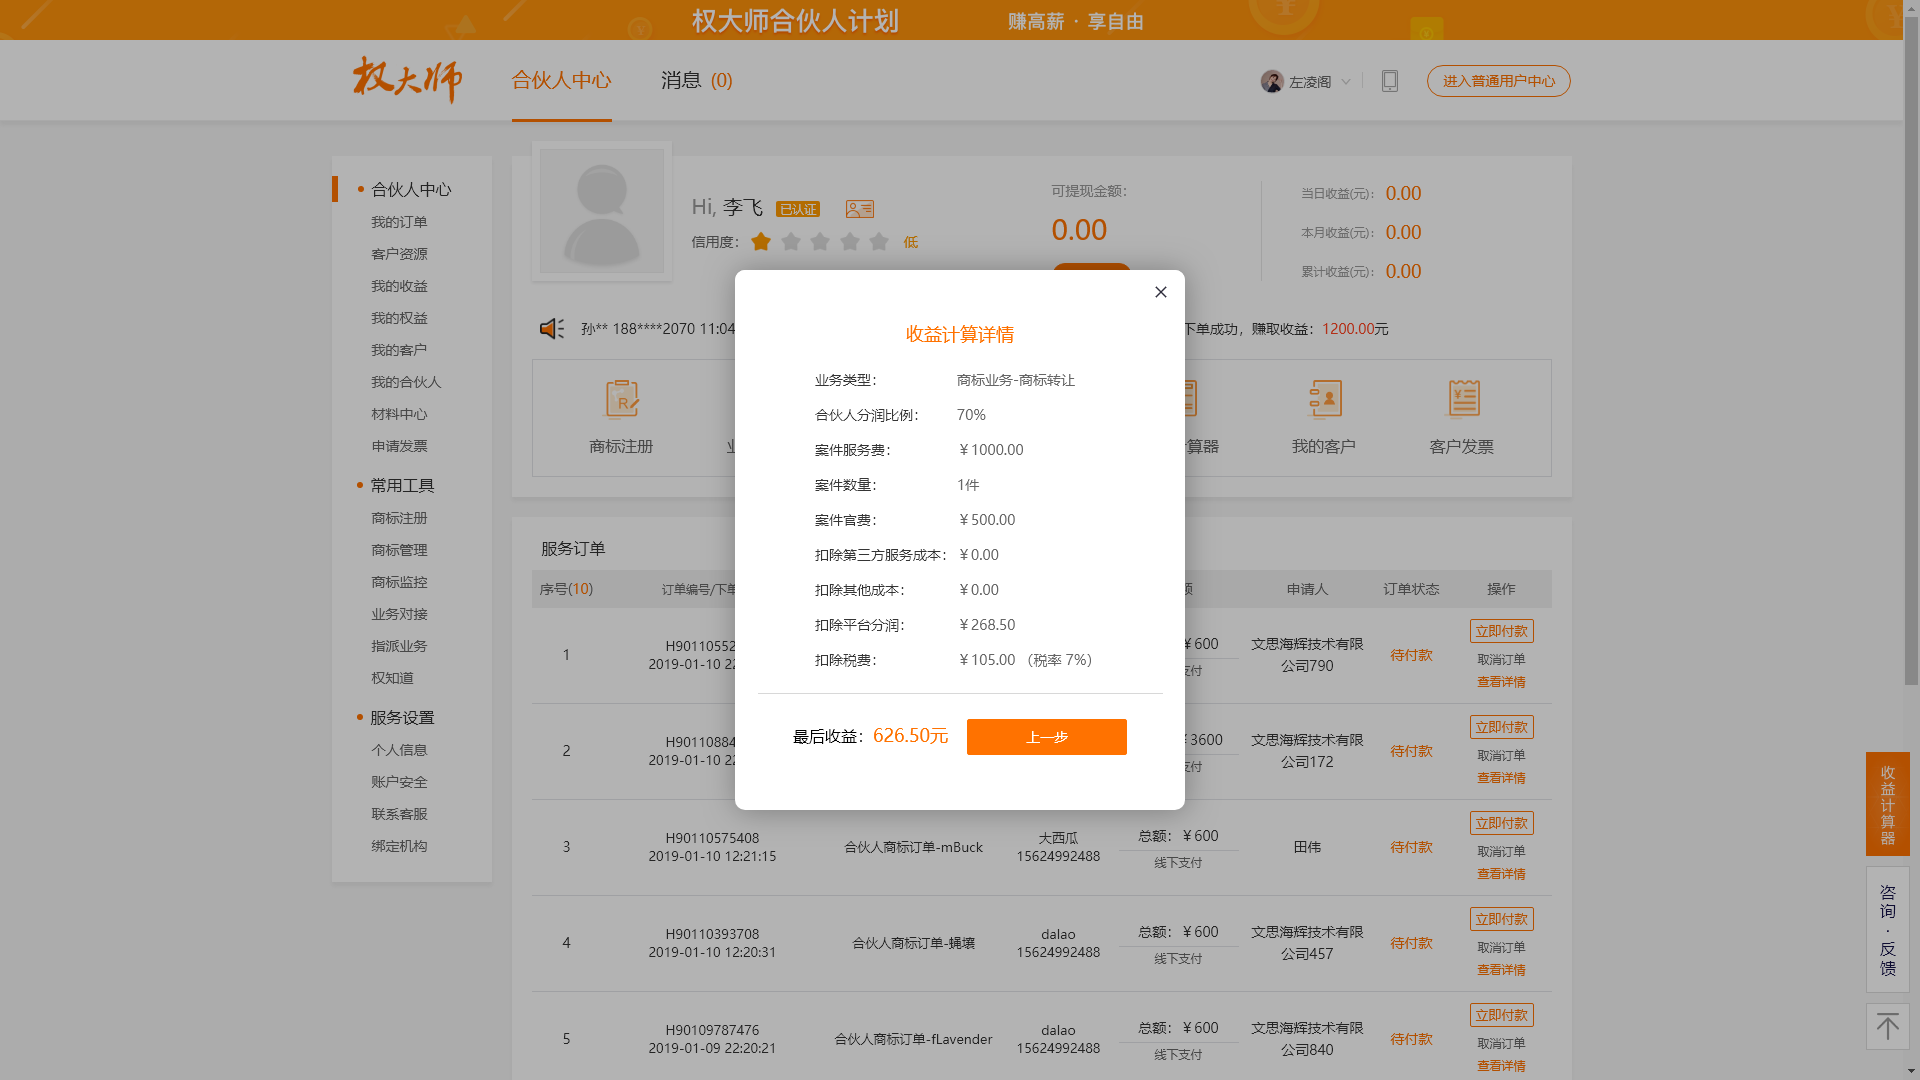 权大师合伙人计划 赚高薪 · 享自由
权大师 合伙人中心 消息 (0) 左凌阁 进入普通用户中心
合伙人中心
我的订单
客户资源
我的收益
我的权益
我的客户
我的合伙人
材料中心
申请发票
常用工具
商标注册
商标管理
商标监控
业务对接
指派业务
权知道
服务设置
个人信息
账户安全
联系客服
绑定机构
Hi, 李飞 已认证
信用度： 低
可提现金额：
0.00
当日收益(元)： 0.00
本月收益(元)： 0.00
累计收益(元)： 0.00
孙** 188****2070 11:04 下单成功，赚取收益：1200.00元
商标注册 业 算器 我的客户 客户发票
收益计算详情
业务类型： 商标业务-商标转让
合伙人分润比例： 70%
案件服务费： ￥1000.00
案件数量： 1件
案件官费： ￥500.00
扣除第三方服务成本： ￥0.00
扣除其他成本： ￥0.00
扣除平台分润： ￥268.50
扣除税费： ￥105.00 （税率 7%）
最后收益：626.50元 上一步
服务订单
序号(10) 订单编号/下单 额 申请人 订单状态 操作
1 H90110552 ￥600 文思海辉技术有限 待付款 立即付款
2019-01-10 22 支付 公司790 取消订单
查看详情
2 H90110884 ￥3600 文思海辉技术有限 待付款 立即付款
2019-01-10 22 支付 公司172 取消订单
查看详情
3 H90110575408 合伙人商标订单-mBuck 大西瓜 总额：￥600 田伟 待付款 立即付款
2019-01-10 12:21:15 15624992488 线下支付 取消订单
查看详情
4 H90110393708 合伙人商标订单-蝇壤 dalao 总额：￥600 文思海辉技术有限 待付款 立即付款
2019-01-10 12:20:31 15624992488 线下支付 公司457 取消订单
查看详情
5 H90109787476 合伙人商标订单-fLavender dalao 总额：￥600 文思海辉技术有限 待付款 立即付款
2019-01-09 22:20:21 15624992488 线下支付 公司840 取消订单
查看详情
收益计算器
咨询·反馈